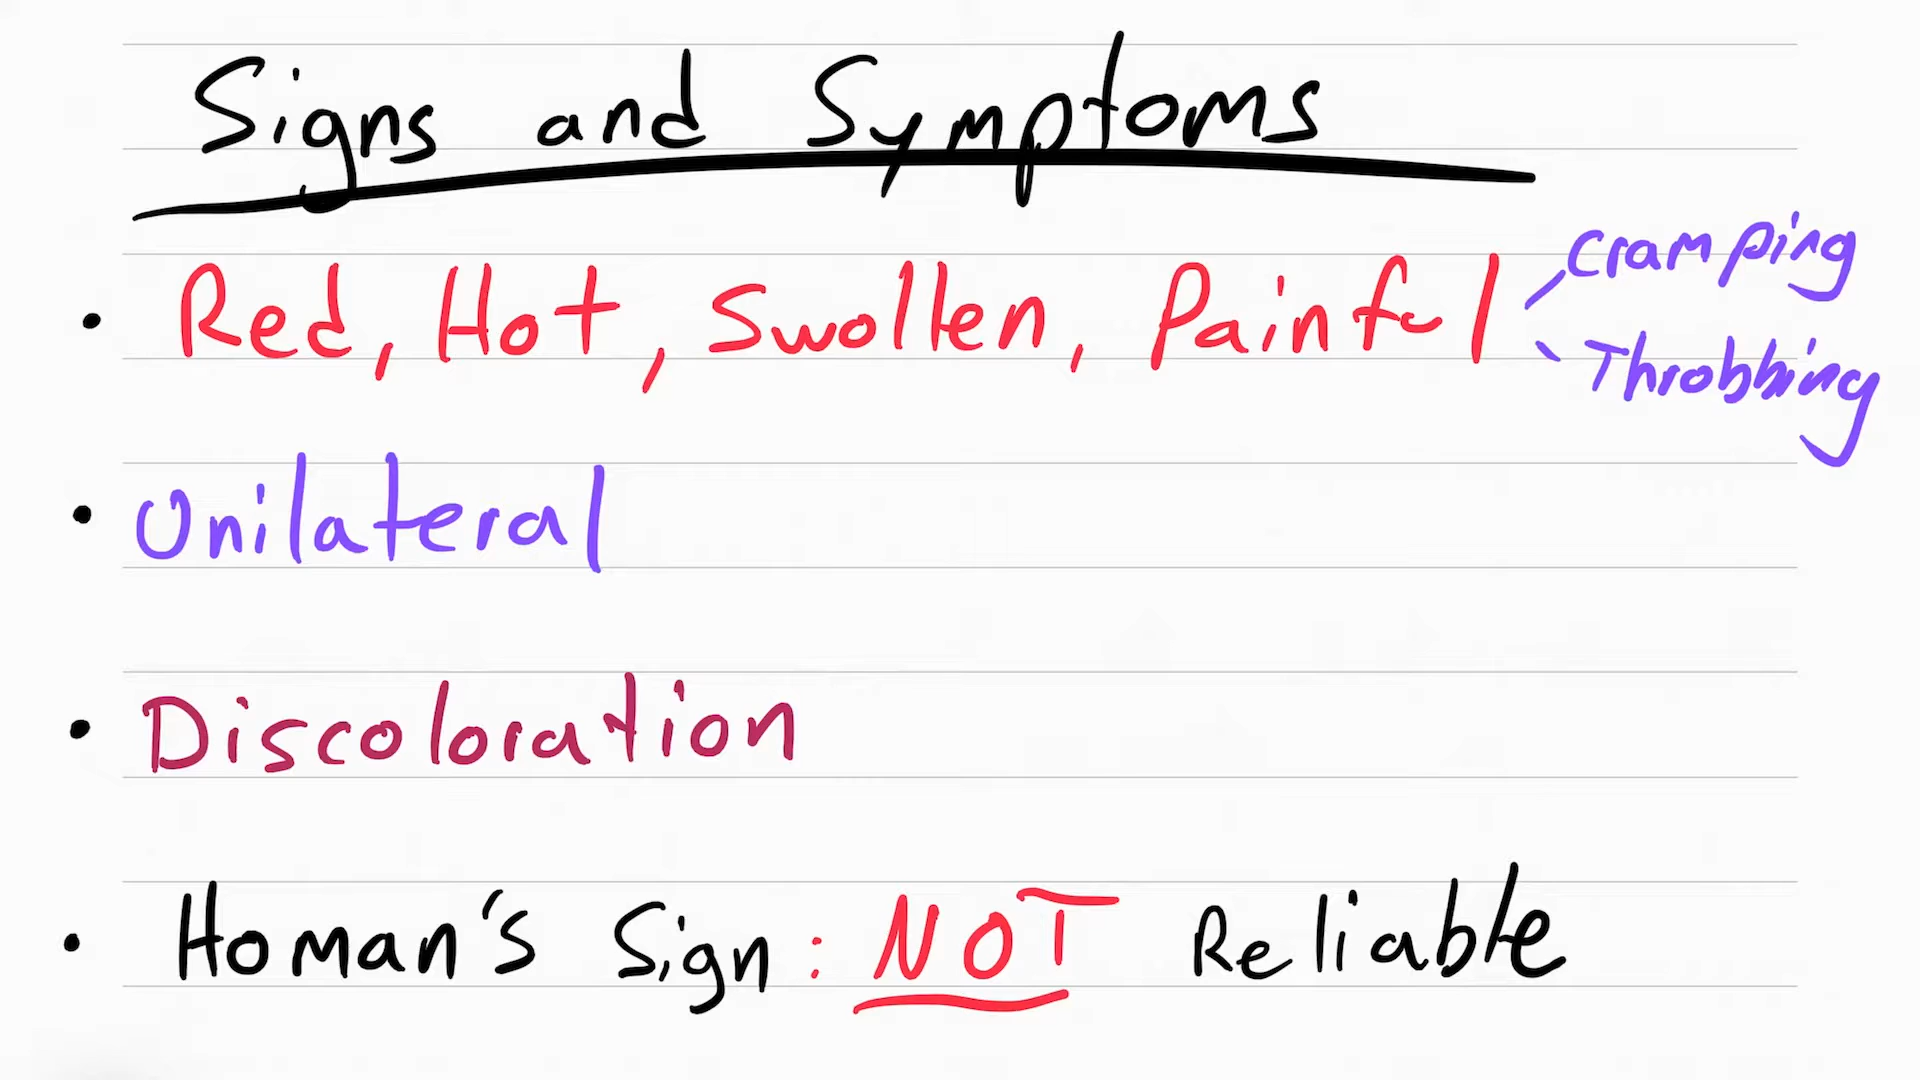 Signs and Symptoms
• Red, Hot, Swollen, Painful
cramping
Throbbing
• Unilateral
• Discoloration
• Homan's Sign: NOT Reliable